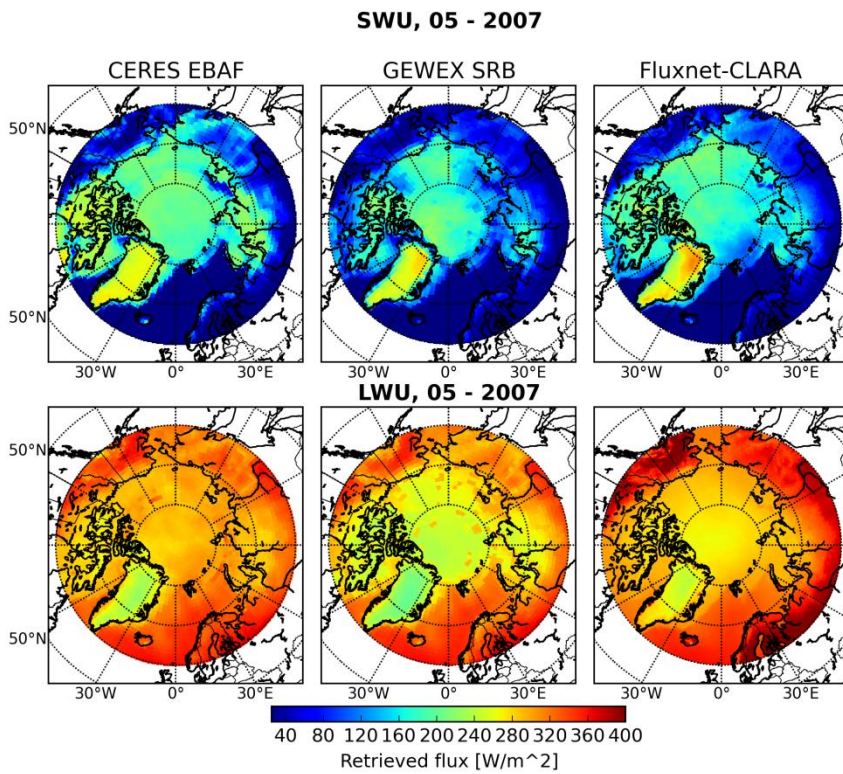 SWU, 05 - 2007
CERES EBAF GEWEX SRB Fluxnet-CLARA
50°N
50°N
30°W 0° 30°E 30°W 0° 30°E 30°W 0° 30°E
LWU, 05 - 2007
50°N
50°N
30°W 0° 30°E 30°W 0° 30°E 30°W 0° 30°E
40 80 120 160 200 240 280 320 360 400
Retrieved flux [W/m^2]